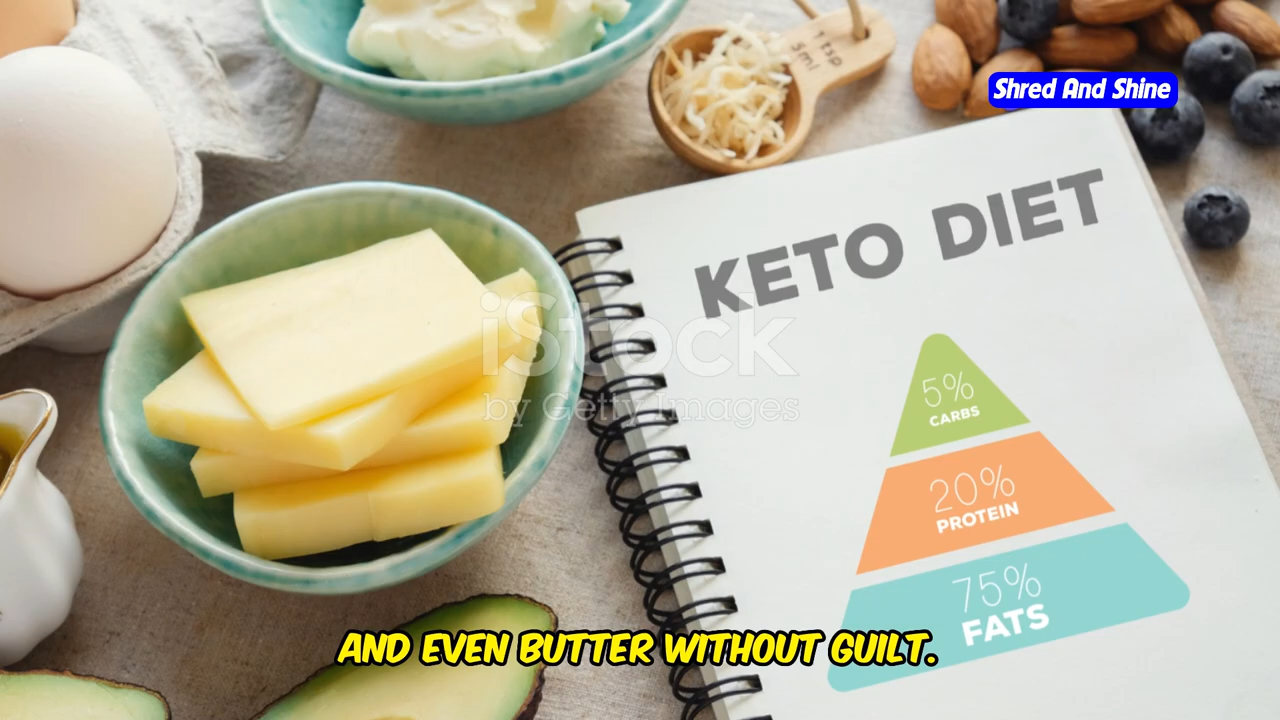 1 tsp
5ml
Shred And Shine
KETO DIET
iStock
by Getty Images
5%
CARBS
20%
PROTEIN
75%
FATS
AND EVEN BUTTER WITHOUT GUILT.